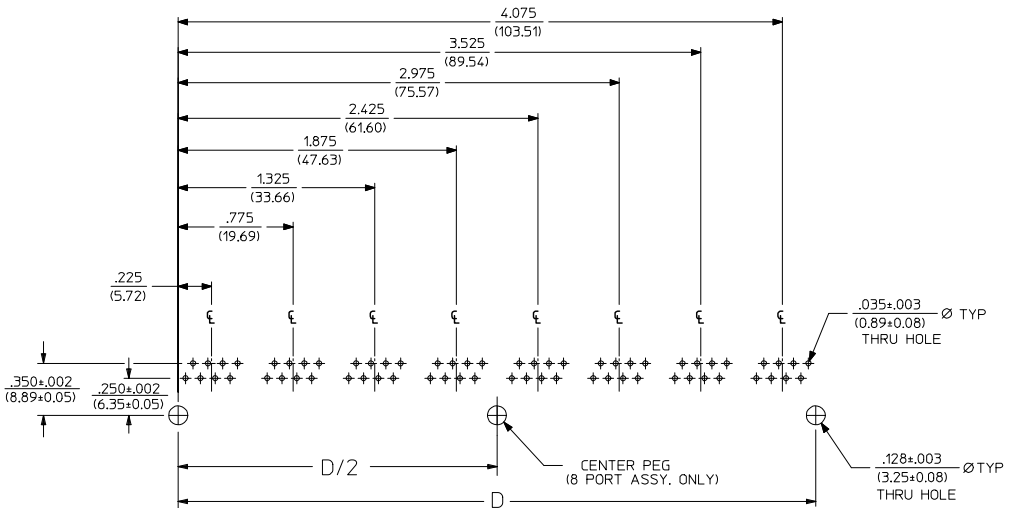 4.075
(103.51)
3.525
(89.54)
2.975
(75.57)
2.425
(61.60)
1.875
(47.63)
1.325
(33.66)
.775
(19.69)
.225
(5.72)
℄ ℄ ℄ ℄ ℄ ℄ ℄ ℄
.035±.003
(0.89±0.08)
Ø TYP
THRU HOLE
.350±.002
(8.89±0.05)
.250±.002
(6.35±0.05)
D/2
CENTER PEG
(8 PORT ASSY. ONLY)
.128±.003
(3.25±0.08)
Ø TYP
THRU HOLE
D